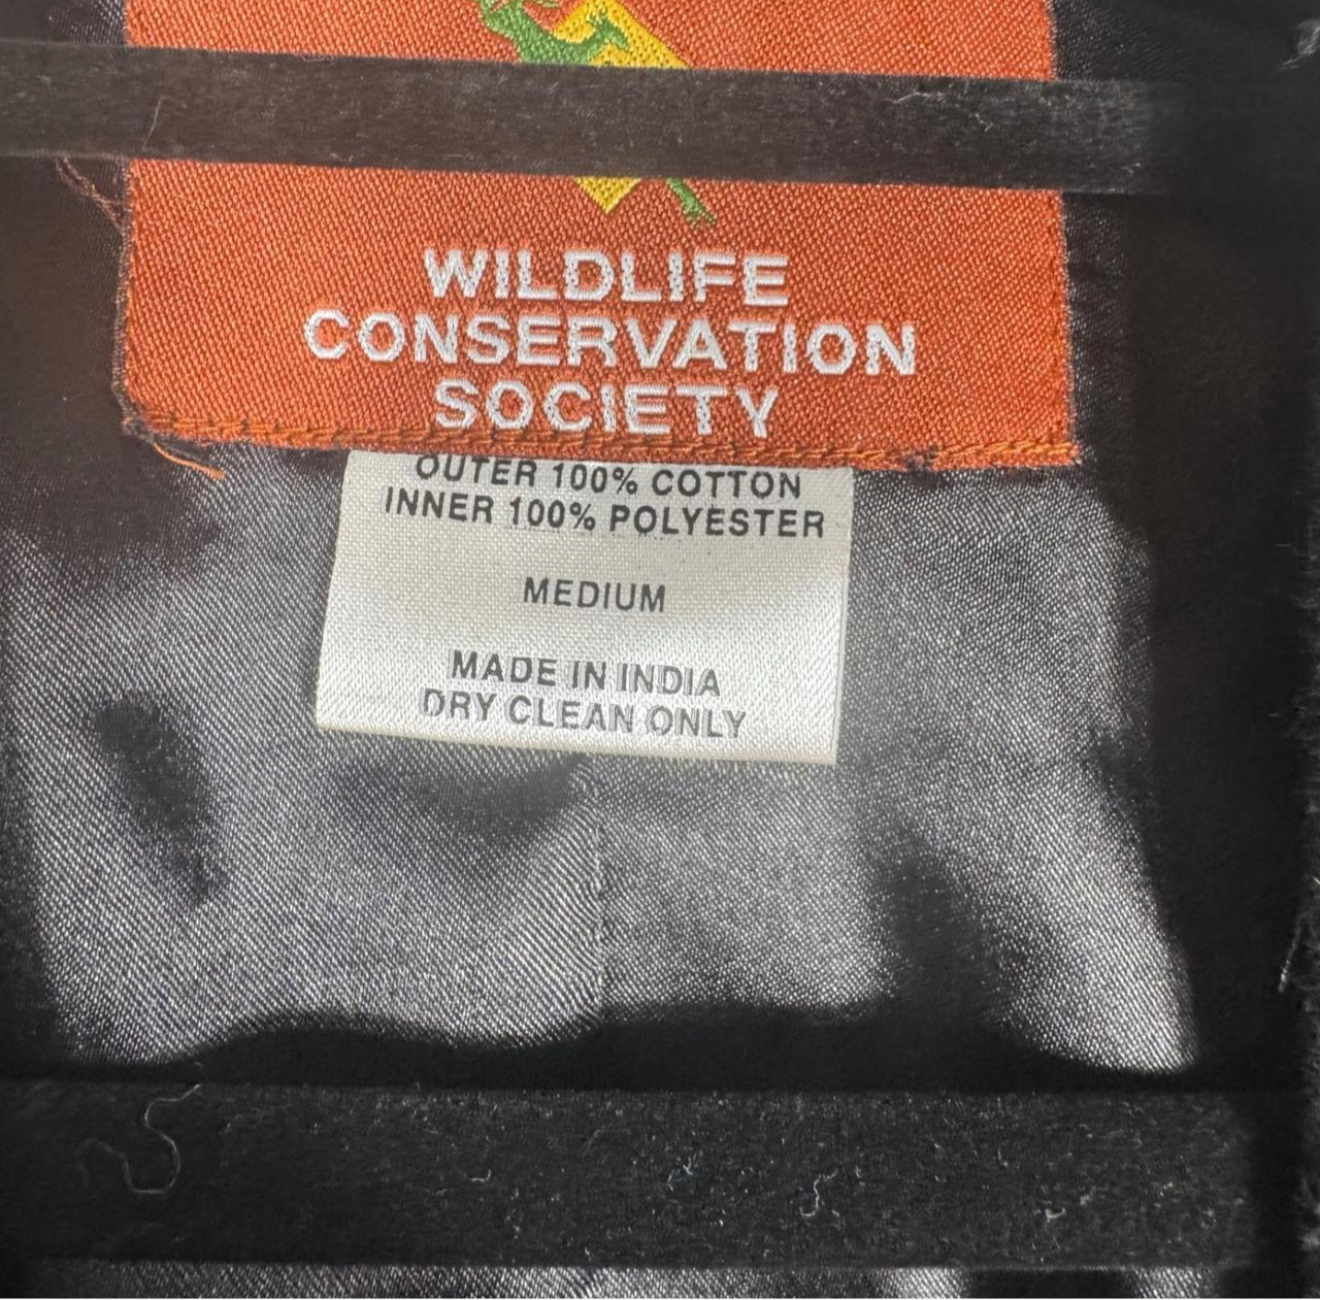 WILDLIFE
CONSERVATION
SOCIETY
OUTER 100% COTTON
INNER 100% POLYESTER
MEDIUM
MADE IN INDIA
DRY CLEAN ONLY